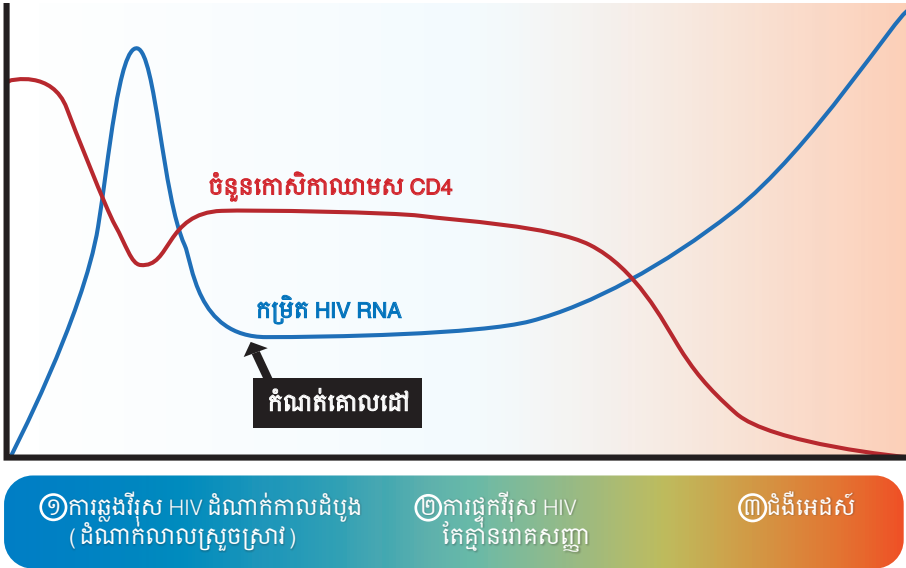 ចំនួនកោសិកាឈាមស CD4
កម្រិត HIV RNA
កំណត់គោលដៅ
១ ការឆ្លងវីរុស HIV ដំណាក់កាលដំបូង
(ដំណាក់លាលស្រួចស្រាវ)
២ ការផ្ទុកវីរុស HIV
តែគ្មានរោគសញ្ញា
៣ ជំងឺអេដស៍